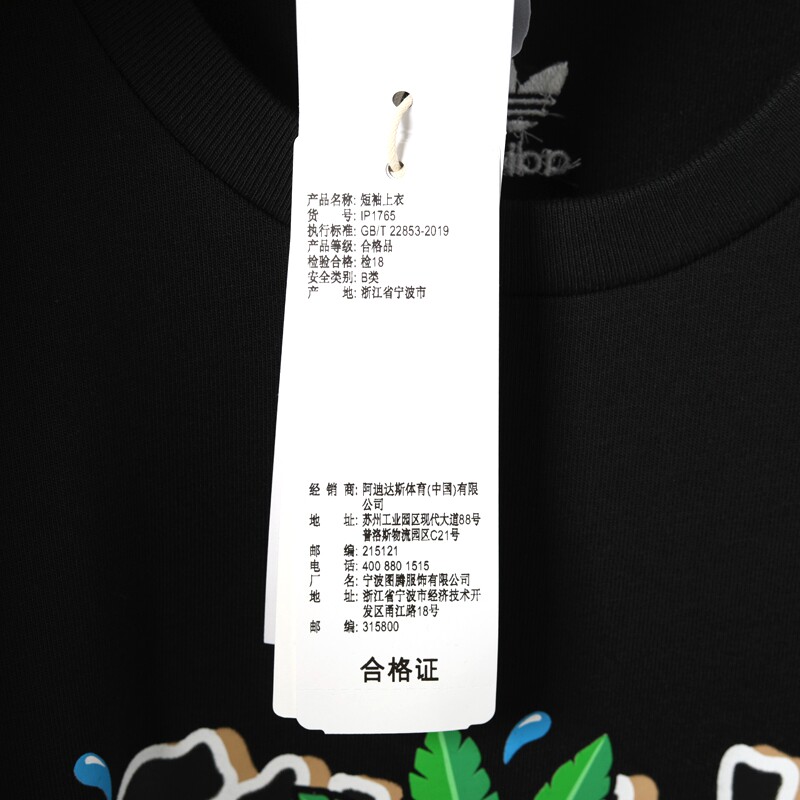 产品名称: 短袖上衣
货 号: IP1765
执行标准: GB/T 22853-2019
产品等级: 合格品
检验合格: 检18
安全类别: B类
产 地: 浙江省宁波市
经 销 商: 阿迪达斯体育(中国)有限
公司
地 址: 苏州工业园区现代大道88号
普洛斯物流园区C21号
邮 编: 215121
电 话: 400 880 1515
厂 名: 宁波图腾服饰有限公司
地 址: 浙江省宁波市经济技术开
发区甬江路18号
邮 编: 315800
合格证